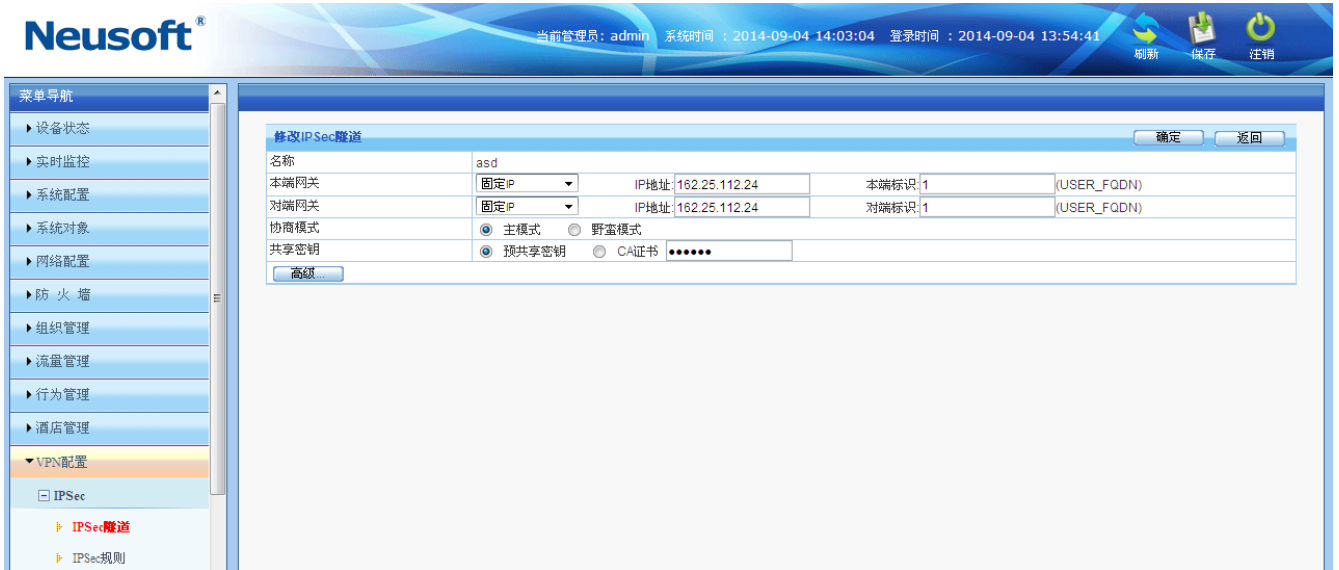 Neusoft®
当前管理员: admin 系统时间 : 2014-09-04 14:03:04 登录时间 : 2014-09-04 13:54:41
刷新 保存 注销
菜单导航
设备状态
实时监控
系统配置
系统对象
网络配置
防 火 墙
组织管理
流量管理
行为管理
酒店管理
VPN配置
IPSec
IPSec隧道
IPSec规则
修改IPSec隧道 确定 返回
名称 asd
本端网关 固定IP IP地址: 162.25.112.24 本端标识: 1 (USER_FQDN)
对端网关 固定IP IP地址: 162.25.112.24 对端标识: 1 (USER_FQDN)
协商模式 主模式 野蛮模式
共享密钥 预共享密钥 CA证书 ●●●●●●
高级...